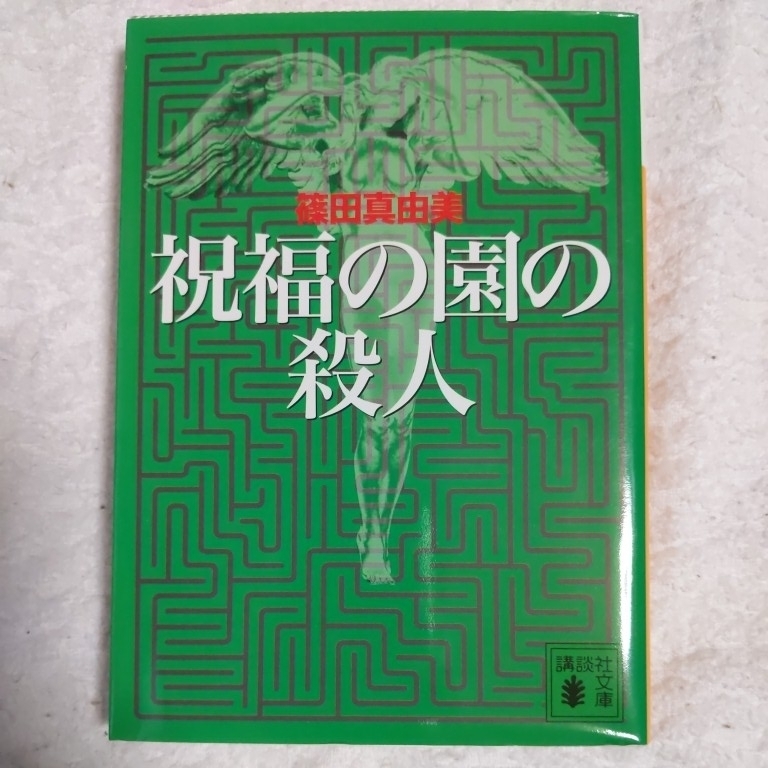 篠田真由美
祝福の園の
殺人
講談社
文庫